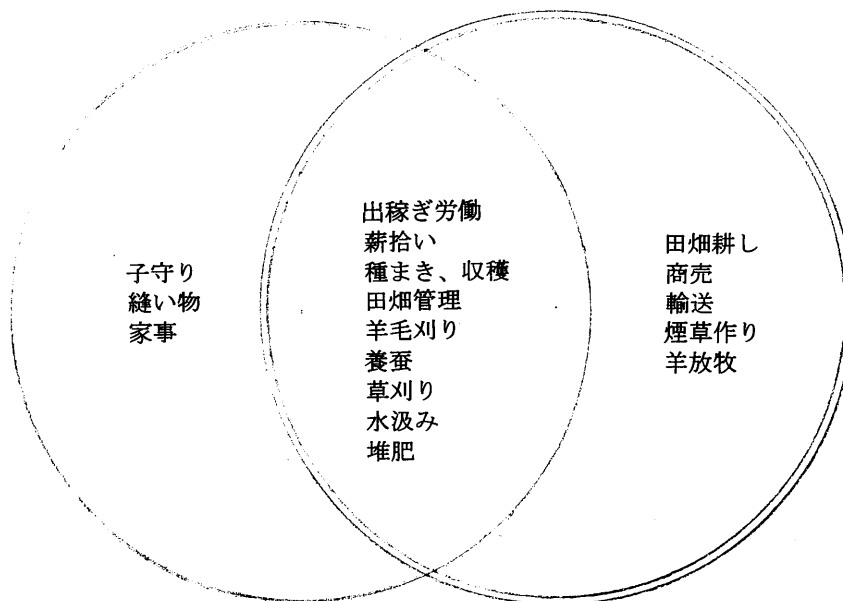 子守り
縫い物
家事
出稼ぎ労働
薪拾い
種まき、収穫
田畑管理
羊毛刈り
養蚕
草刈り
水汲み
堆肥
田畑耕し
商売
輸送
煙草作り
羊放牧